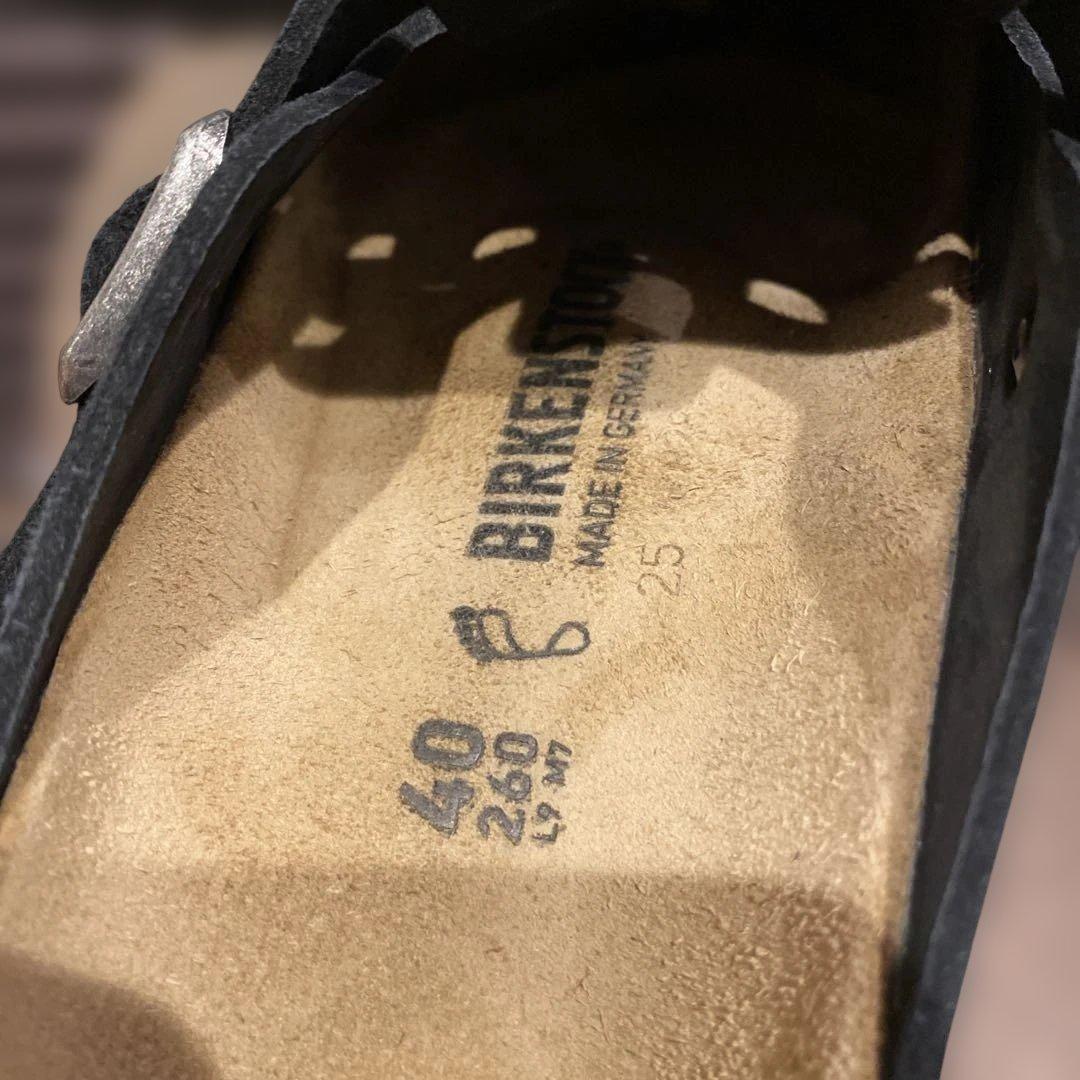 BIRKENSTOCK
MADE IN GERMANY
25
40
260
L9 M7